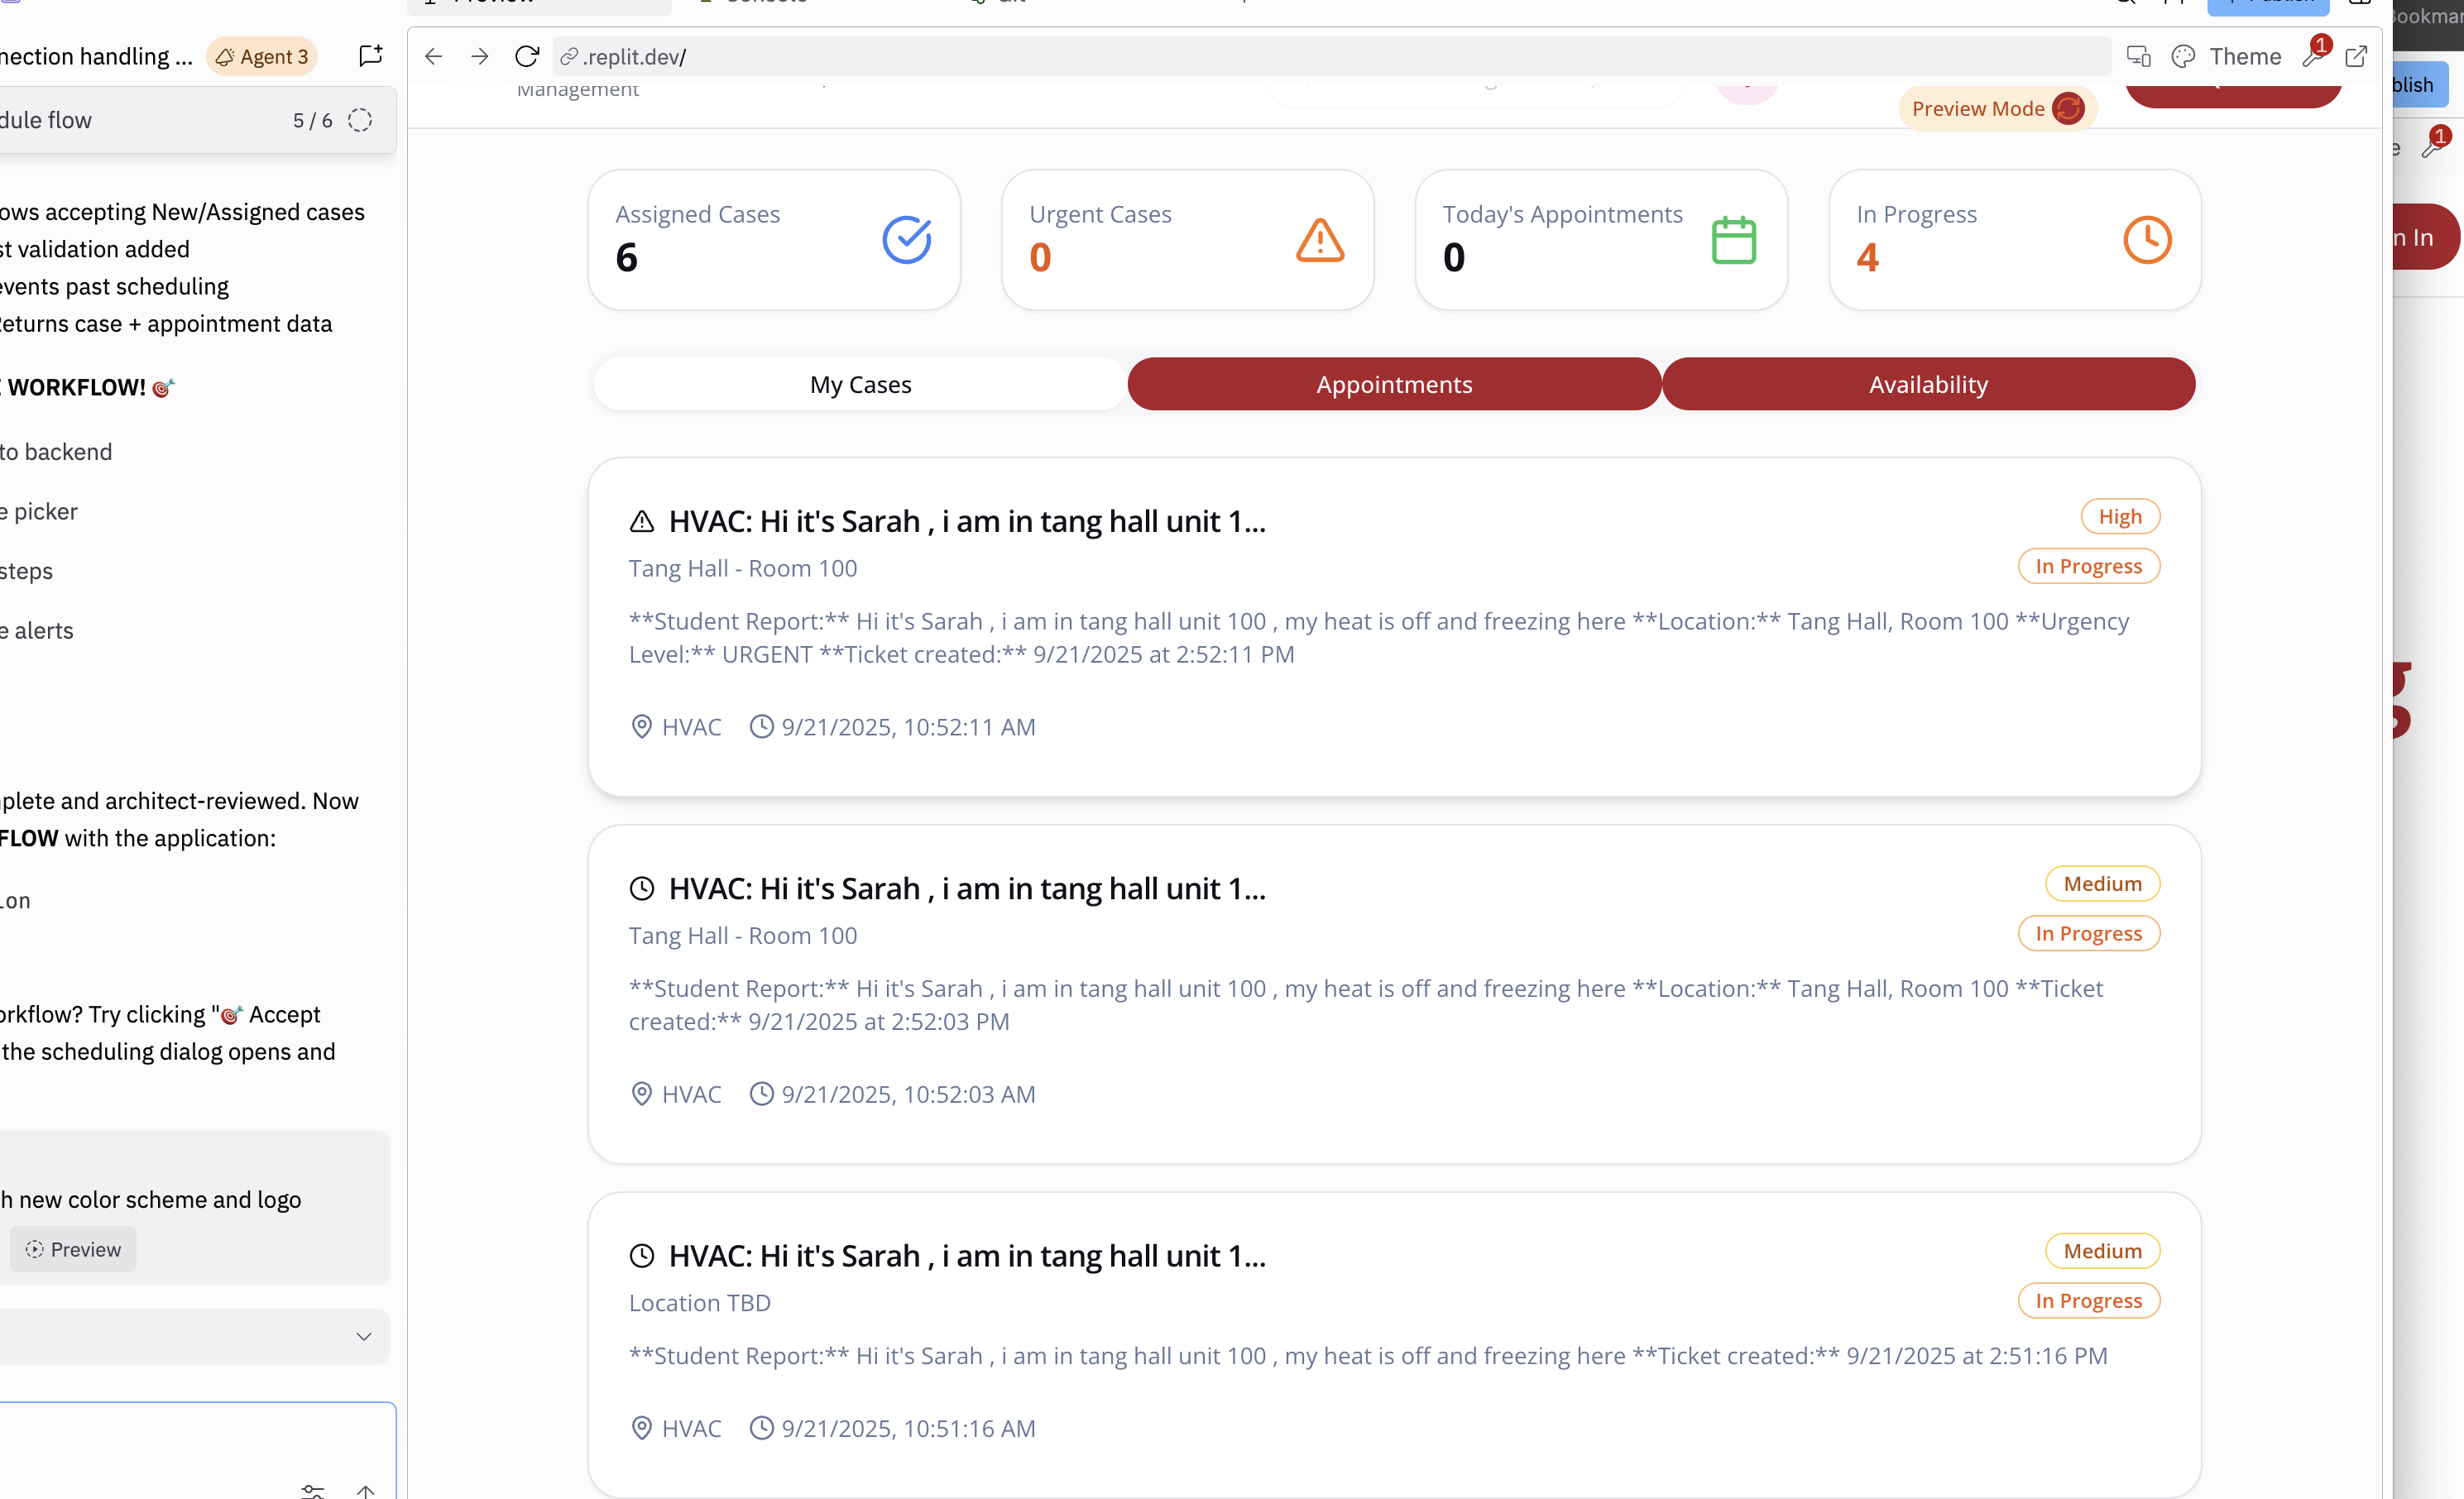 nection handling ...
Agent 3
dule flow
5 / 6
ows accepting New/Assigned cases
st validation added
events past scheduling
Returns case + appointment data
WORKFLOW! 🎯
to backend
e picker
steps
e alerts
mplete and architect-reviewed. Now
FLOW with the application:
orkflow? Try clicking "🎯 Accept
the scheduling dialog opens and
h new color scheme and logo
Preview
Preview
Console
Publish
.replit.dev/
Theme
1
Management
Preview Mode
Assigned Cases
6
Urgent Cases
0
Today's Appointments
0
In Progress
4
My Cases
Appointments
Availability
HVAC: Hi it's Sarah , i am in tang hall unit 1...
High
Tang Hall - Room 100
In Progress
**Student Report:** Hi it's Sarah , i am in tang hall unit 100 , my heat is off and freezing here **Location:** Tang Hall, Room 100 **Urgency
Level:** URGENT **Ticket created:** 9/21/2025 at 2:52:11 PM
HVAC
9/21/2025, 10:52:11 AM
HVAC: Hi it's Sarah , i am in tang hall unit 1...
Medium
Tang Hall - Room 100
In Progress
**Student Report:** Hi it's Sarah , i am in tang hall unit 100 , my heat is off and freezing here **Location:** Tang Hall, Room 100 **Ticket
created:** 9/21/2025 at 2:52:03 PM
HVAC
9/21/2025, 10:52:03 AM
HVAC: Hi it's Sarah , i am in tang hall unit 1...
Medium
Location TBD
In Progress
**Student Report:** Hi it's Sarah , i am in tang hall unit 100 , my heat is off and freezing here **Ticket created:** 9/21/2025 at 2:51:16 PM
HVAC
9/21/2025, 10:51:16 AM
Bookmar
blish
e
1
n In
g